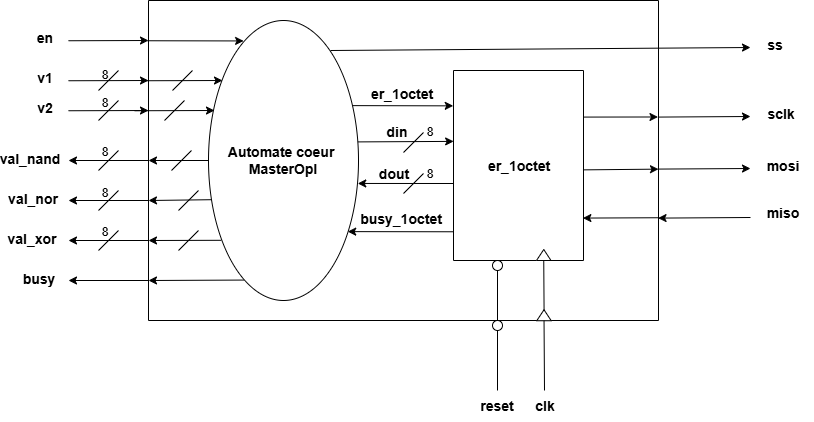 en
ss
v1
8
er_1octet
v2
8
sclk
din
8
Automate coeur
MasterOpl
val_nand
8
er_1octet
mosi
dout
8
val_nor
8
busy_1octet
miso
val_xor
8
busy
reset
clk